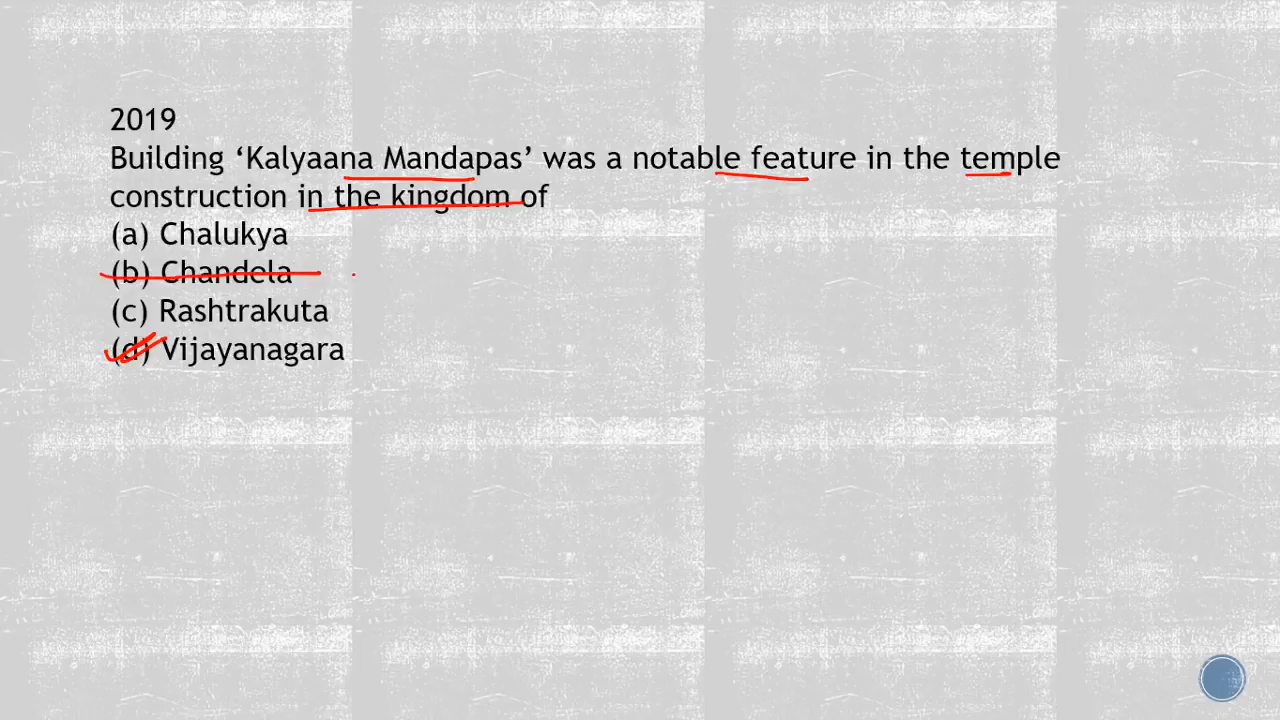 2019
Building ‘Kalyaana Mandapas’ was a notable feature in the temple
construction in the kingdom of
(a) Chalukya
(b) Chandela
(c) Rashtrakuta
(d) Vijayanagara